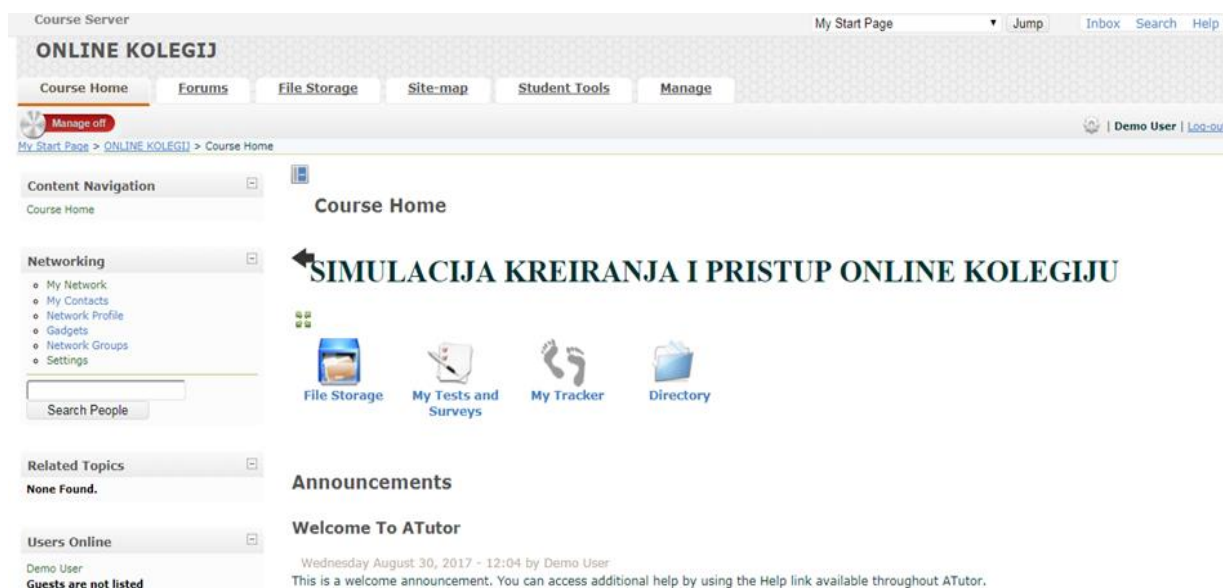 Course Server
My Start Page Jump Inbox Search Help
ONLINE KOLEGIJ
Course Home Forums File Storage Site-map Student Tools Manage
Manage off
| Demo User | Log-ou
My Start Page > ONLINE KOLEGIJ > Course Home
Content Navigation
Course Home
Networking
My Network
My Contacts
Network Profile
Gadgets
Network Groups
Settings
Search People
Related Topics
None Found.
Users Online
Demo User
Guests are not listed
Course Home
SIMULACIJA KREIRANJA I PRISTUP ONLINE KOLEGIJU
File Storage My Tests and Surveys My Tracker Directory
Announcements
Welcome To ATutor
Wednesday August 30, 2017 - 12:04 by Demo User
This is a welcome announcement. You can access additional help by using the Help link available throughout ATutor.